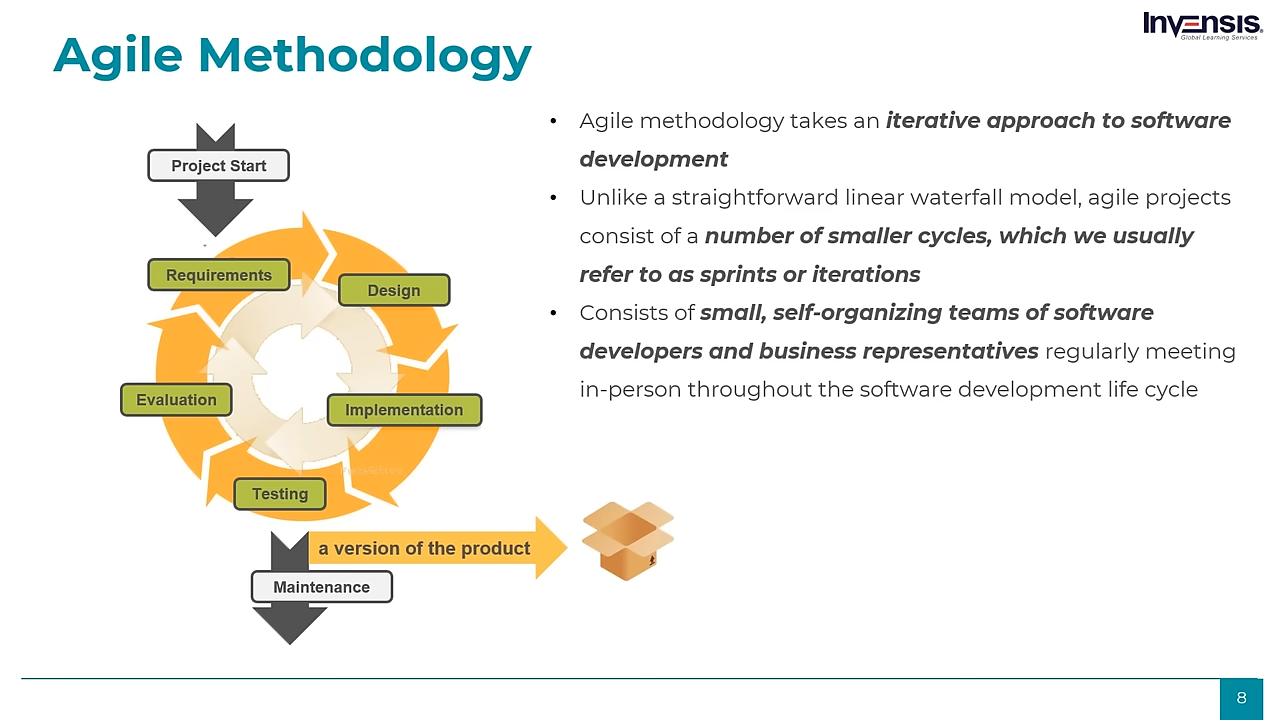 Invensis®
Global Learning Services
Agile Methodology
Project Start
Requirements
Design
Evaluation
Implementation
Testing
a version of the product
Maintenance
• Agile methodology takes an iterative approach to software
development
• Unlike a straightforward linear waterfall model, agile projects
consist of a number of smaller cycles, which we usually
refer to as sprints or iterations
• Consists of small, self-organizing teams of software
developers and business representatives regularly meeting
in-person throughout the software development life cycle
8